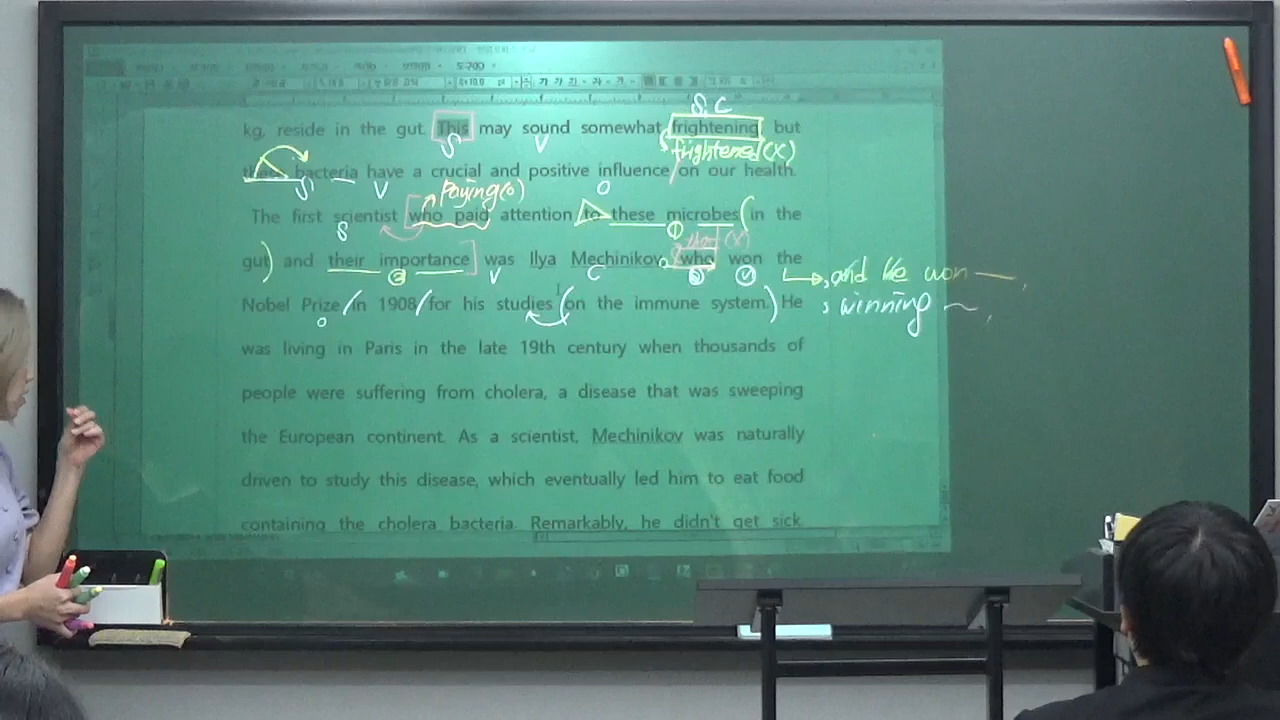 S.C
kg, reside in the gut. This may sound somewhat frightening, but
S V frightened (X)
these bacteria have a crucial and positive influence on our health.
S V paying(o) O
The first scientist who paid attention to these microbes in the
S ① (X)
gut and their importance was Ilya Mechinikov, who won the
② V C S V , and he won
Nobel Prize in 1908 for his studies on the immune system. He
o , winning ~ ,
was living in Paris in the late 19th century when thousands of
people were suffering from cholera, a disease that was sweeping
the European continent. As a scientist, Mechinikov was naturally
driven to study this disease, which eventually led him to eat food
containing the cholera bacteria. Remarkably, he didn't get sick.